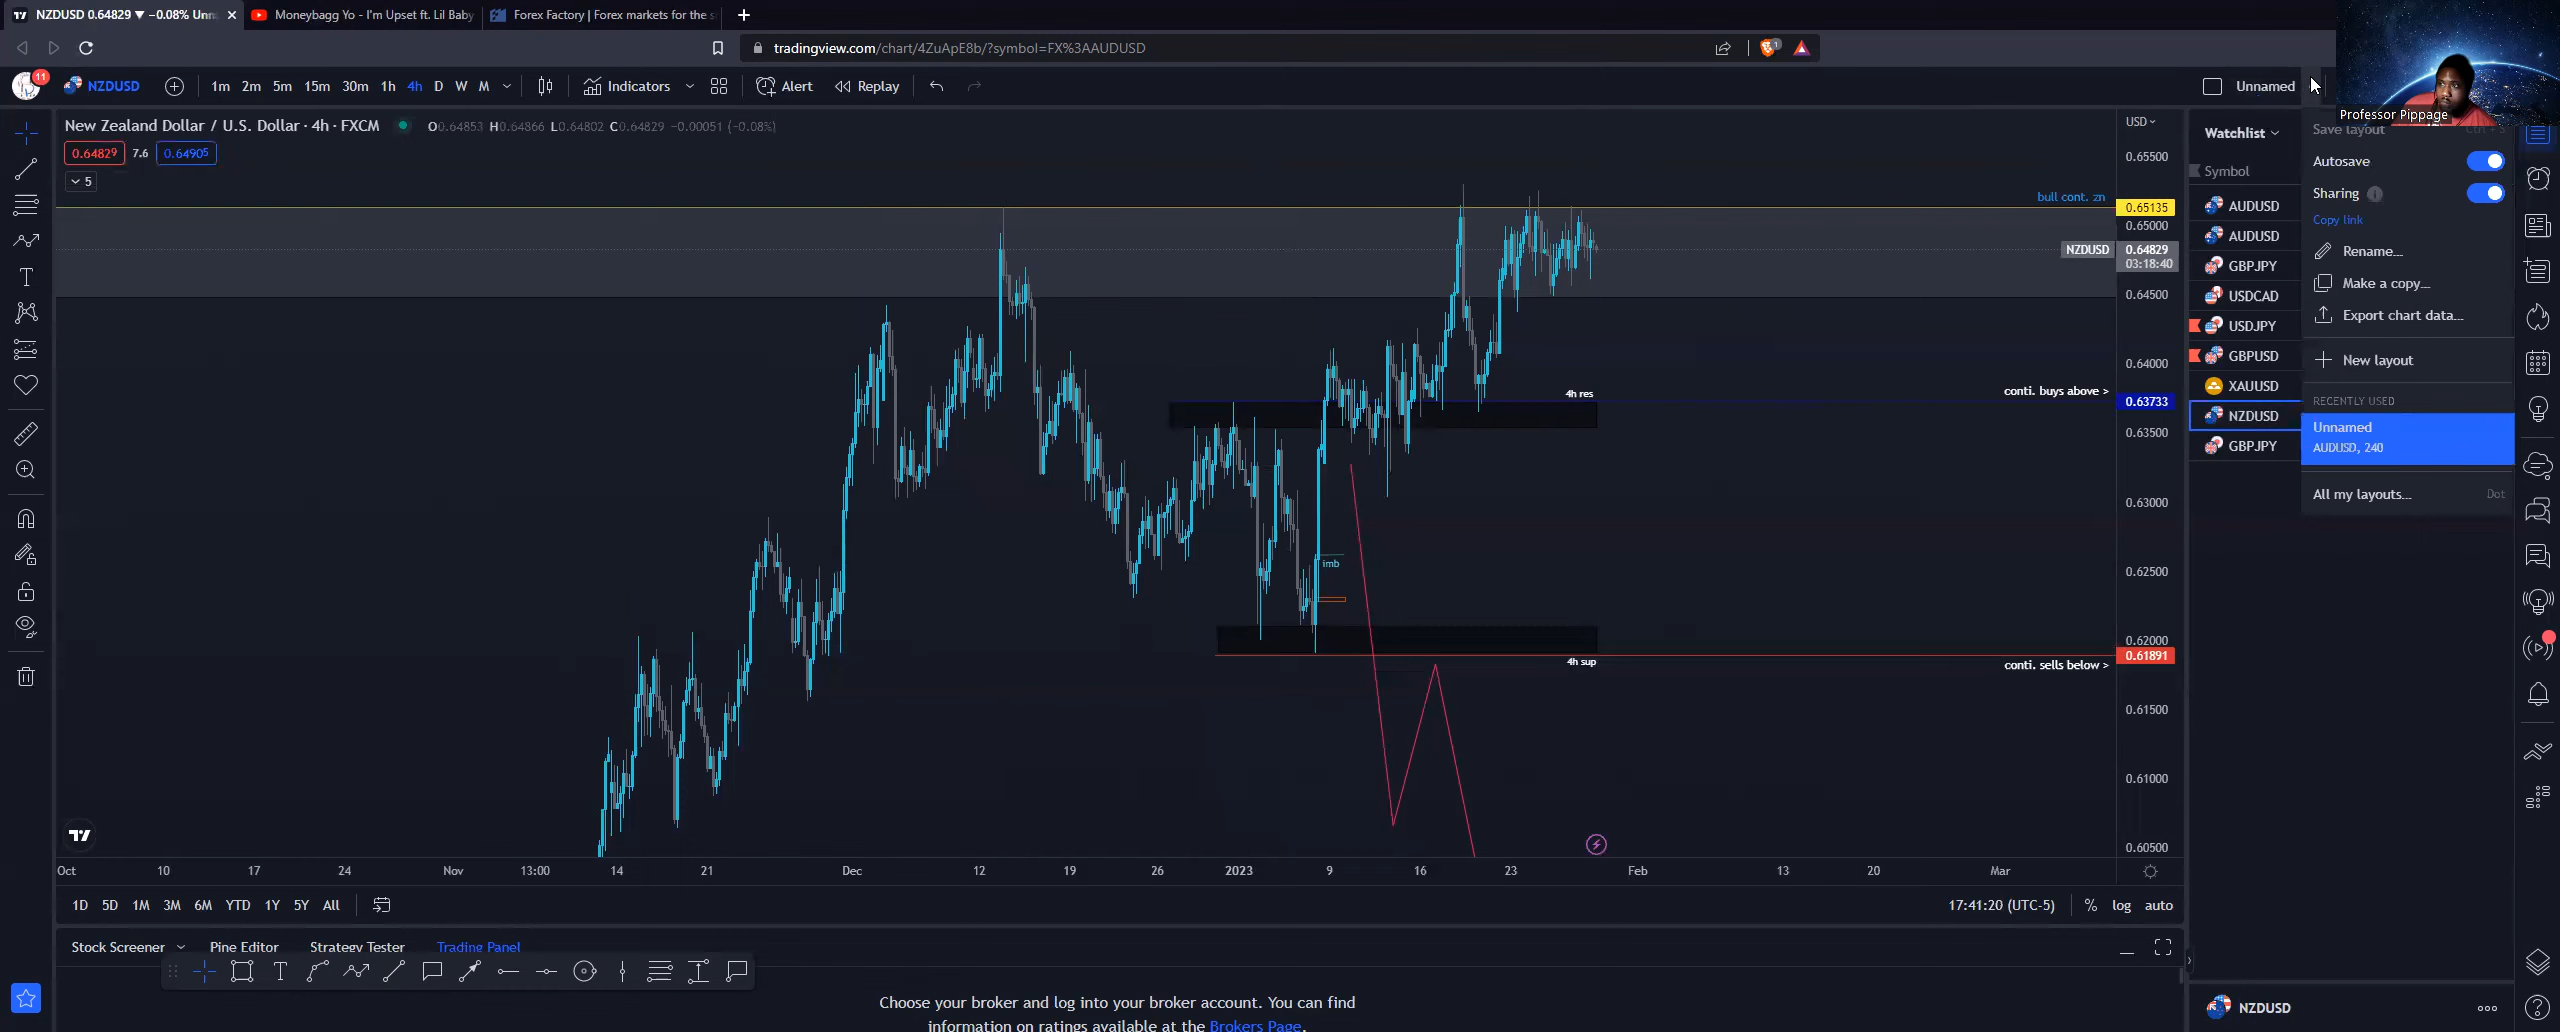 NZDUSD 0.64829 ▼ −0.08% Unn
Moneybagg Yo - I'm Upset ft. Lil Baby
Forex Factory | Forex markets for the s
tradingview.com/chart/4ZuApE8b/?symbol=FX%3AAUDUSD
1
11
NZDUSD
1m 2m 5m 15m 30m 1h 4h D W M
Indicators
Alert
Replay
Unnamed
Professor Pippage
New Zealand Dollar / U.S. Dollar · 4h · FXCM
O0.64853 H0.64866 L0.64802 C0.64829 −0.00051 (−0.08%)
0.64829 7.6 0.64905
5
USD
0.65500
bull cont. zn
0.65135
0.65000
NZDUSD 0.64829
03:18:40
0.64500
0.64000
4h res
conti. buys above >
0.63733
0.63500
0.63000
imb
0.62500
0.62000
4h sup
conti. sells below >
0.61891
0.61500
0.61000
0.60500
Oct 10 17 24 Nov 13:00 14 21 Dec 12 19 26 2023 9 16 23 Feb 13 20 Mar
1D 5D 1M 3M 6M YTD 1Y 5Y All
17:41:20 (UTC-5) % log auto
Stock Screener Pine Editor Strategy Tester Trading Panel
Choose your broker and log into your broker account. You can find
information on ratings available at the Brokers Page.
Watchlist
Symbol
AUDUSD
AUDUSD
GBPJPY
USDCAD
USDJPY
GBPUSD
XAUUSD
NZDUSD
GBPJPY
Save layout Ctrl + S
Autosave
Sharing
Copy link
Rename...
Make a copy...
Export chart data...
New layout
RECENTLY USED
Unnamed
AUDUSD, 240
All my layouts... Dot
NZDUSD